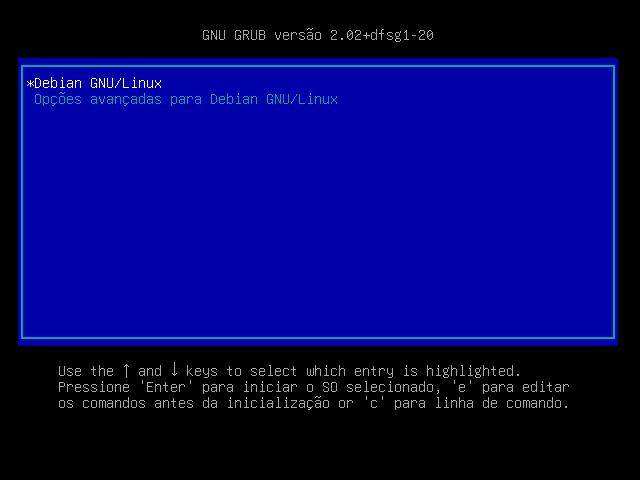 GNU GRUB versão 2.02+dfsg1-20
*Debian GNU/Linux
Opções avançadas para Debian GNU/Linux
Use the ↑ and ↓ keys to select which entry is highlighted.
Pressione 'Enter' para iniciar o SO selecionado, 'e' para editar
os comandos antes da inicialização or 'c' para linha de comando.